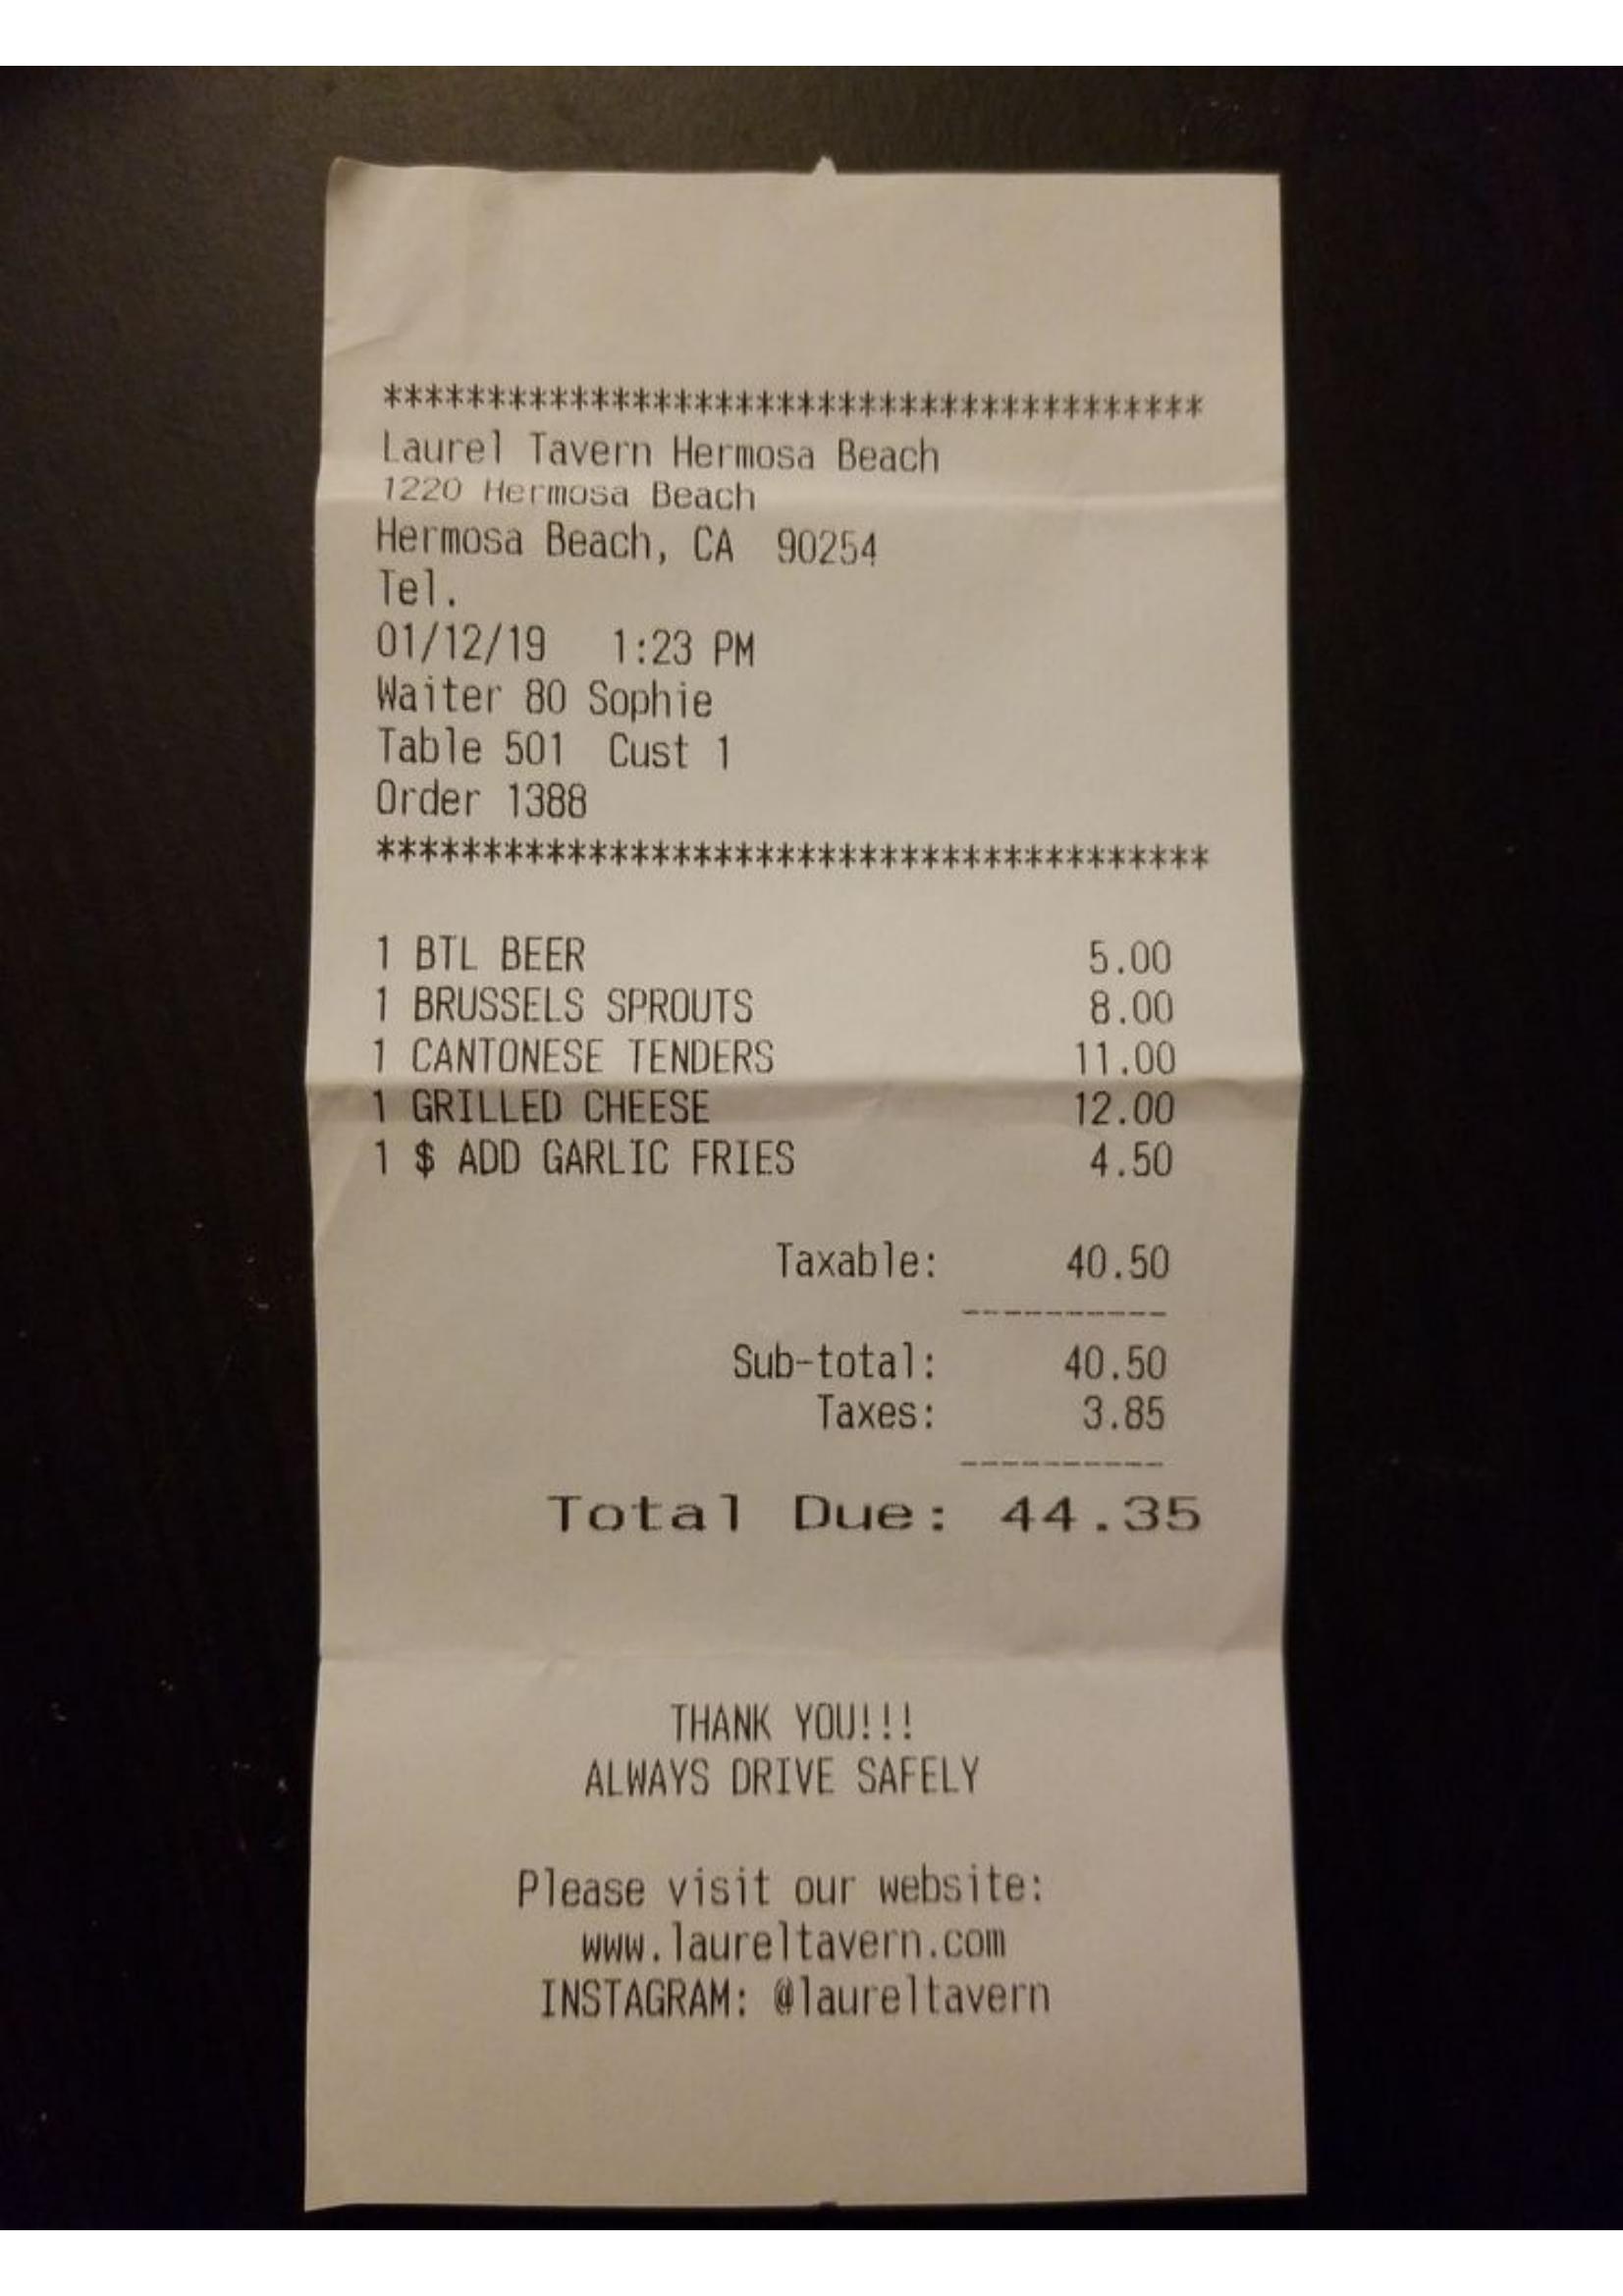 ****************************************
Laurel Tavern Hermosa Beach
1220 Hermosa Beach
Hermosa Beach, CA  90254
Tel.
01/12/19   1:23 PM
Waiter 80 Sophie
Table 501  Cust 1
Order 1388
****************************************
1 BTL BEER 5.00
1 BRUSSELS SPROUTS 8.00
1 CANTONESE TENDERS 11.00
1 GRILLED CHEESE 12.00
1 $ ADD GARLIC FRIES 4.50
Taxable: 40.50
----------
Sub-total: 40.50
Taxes: 3.85
----------
Total Due: 44.35
THANK YOU!!!
ALWAYS DRIVE SAFELY
Please visit our website:
www.laureltavern.com
INSTAGRAM: @laureltavern